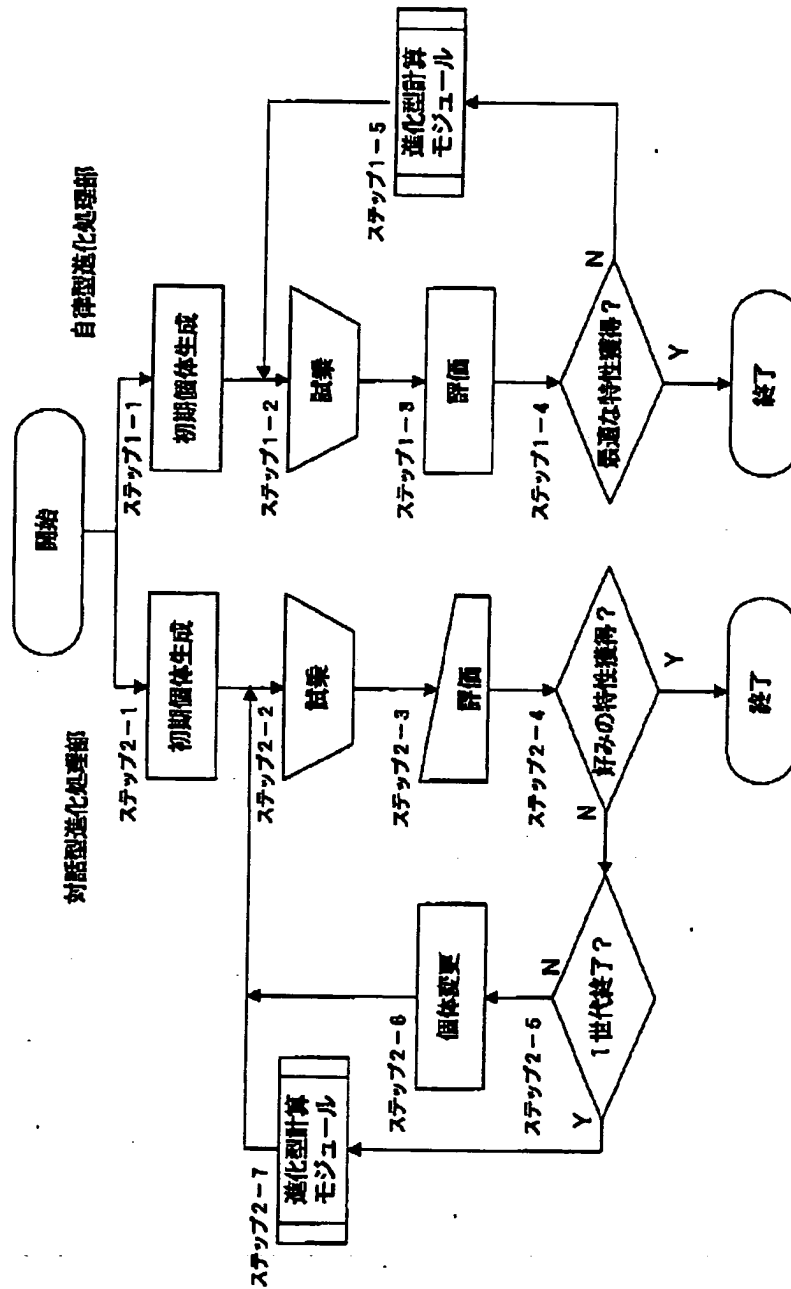 開始
対話型進化処理部
自律型進化処理部
ステップ2-1
初期個体生成
ステップ2-2
試乗
ステップ2-3
評価
ステップ2-4
好みの特性獲得?
N
Y
終了
ステップ2-5
1世代終了?
N
Y
ステップ2-6
個体変更
ステップ2-7
進化型計算
モジュール
ステップ1-1
初期個体生成
ステップ1-2
試乗
ステップ1-3
評価
ステップ1-4
最適な特性獲得?
N
Y
終了
ステップ1-5
進化型計算
モジュール